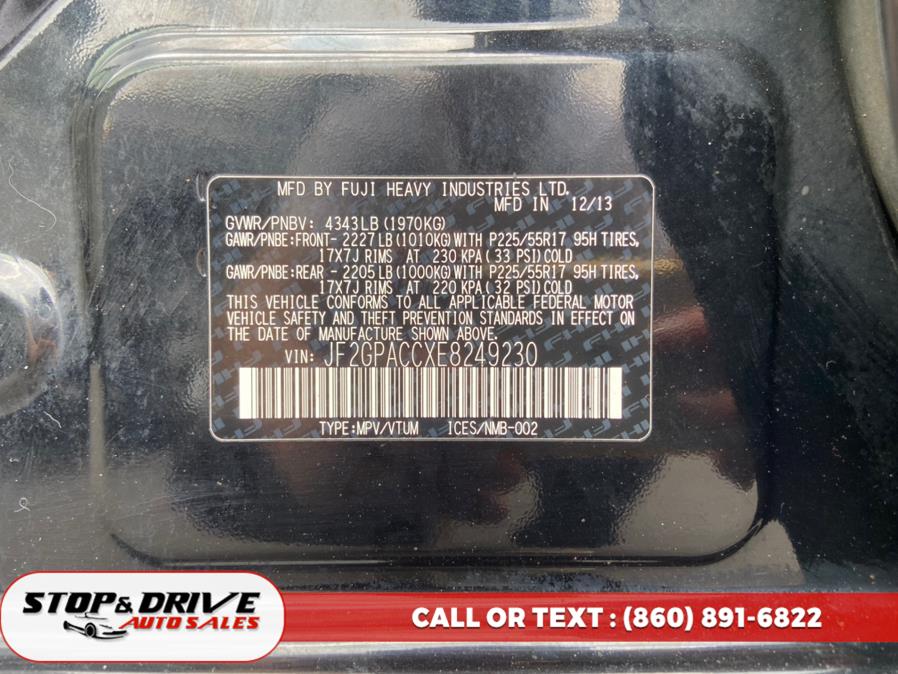 MFD BY FUJI HEAVY INDUSTRIES LTD.
MFD IN 12/13
GVWR/PNBV: 4343LB (1970KG)
GAWR/PNBE:FRONT- 2227LB (1010KG) WITH P225/55R17 95H TIRES,
17X7J RIMS AT 230 KPA (33 PSI) COLD
GAWR/PNBE:REAR - 2205LB (1000KG) WITH P225/55R17 95H TIRES,
17X7J RIMS AT 220 KPA (32 PSI) COLD
THIS VEHICLE CONFORMS TO ALL APPLICABLE FEDERAL MOTOR
VEHICLE SAFETY AND THEFT PREVENTION STANDARDS IN EFFECT ON
THE DATE OF MANUFACTURE SHOWN ABOVE.
VIN: JF2GPACCXE8249230
TYPE:MPV/VTUM ICES/NMB-002
STOP & DRIVE
AUTO SALES
CALL OR TEXT : (860) 891-6822